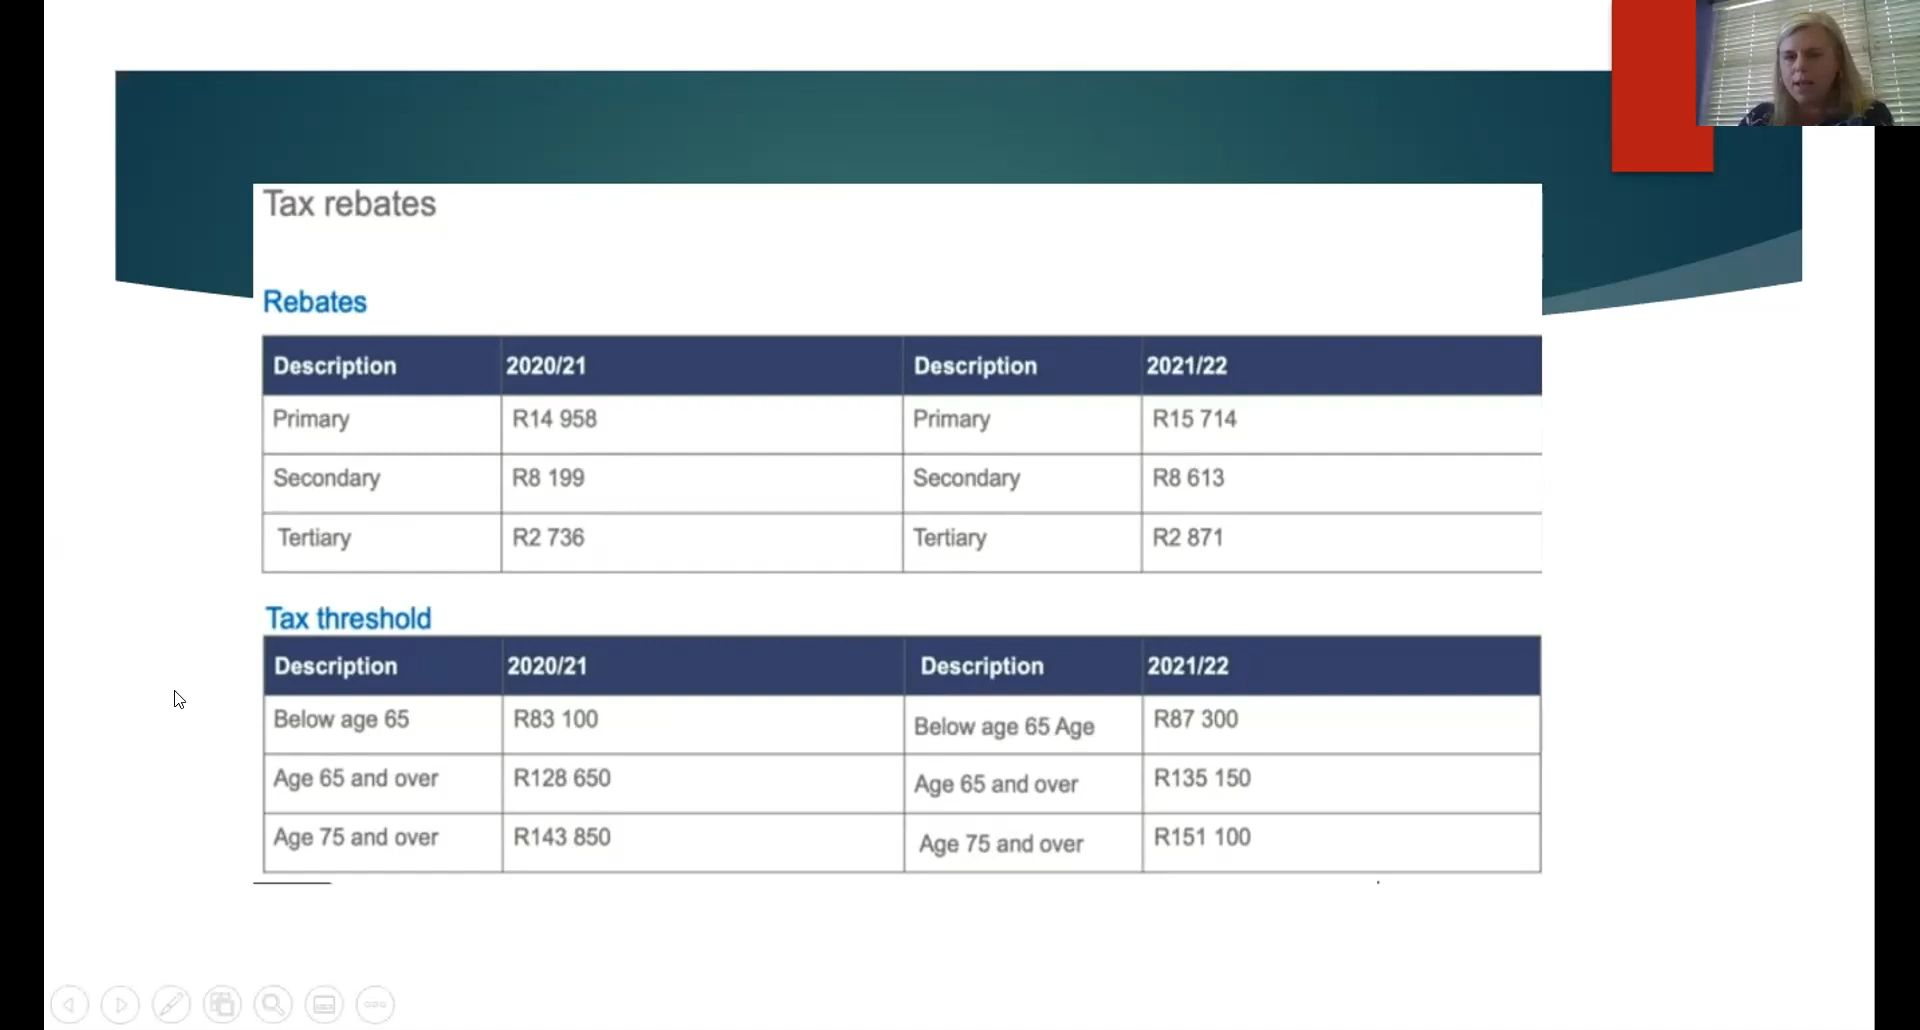 Tax rebates
Rebates
Description 2020/21 Description 2021/22
Primary R14 958 Primary R15 714
Secondary R8 199 Secondary R8 613
Tertiary R2 736 Tertiary R2 871
Tax threshold
Description 2020/21 Description 2021/22
Below age 65 R83 100 Below age 65 Age R87 300
Age 65 and over R128 650 Age 65 and over R135 150
Age 75 and over R143 850 Age 75 and over R151 100